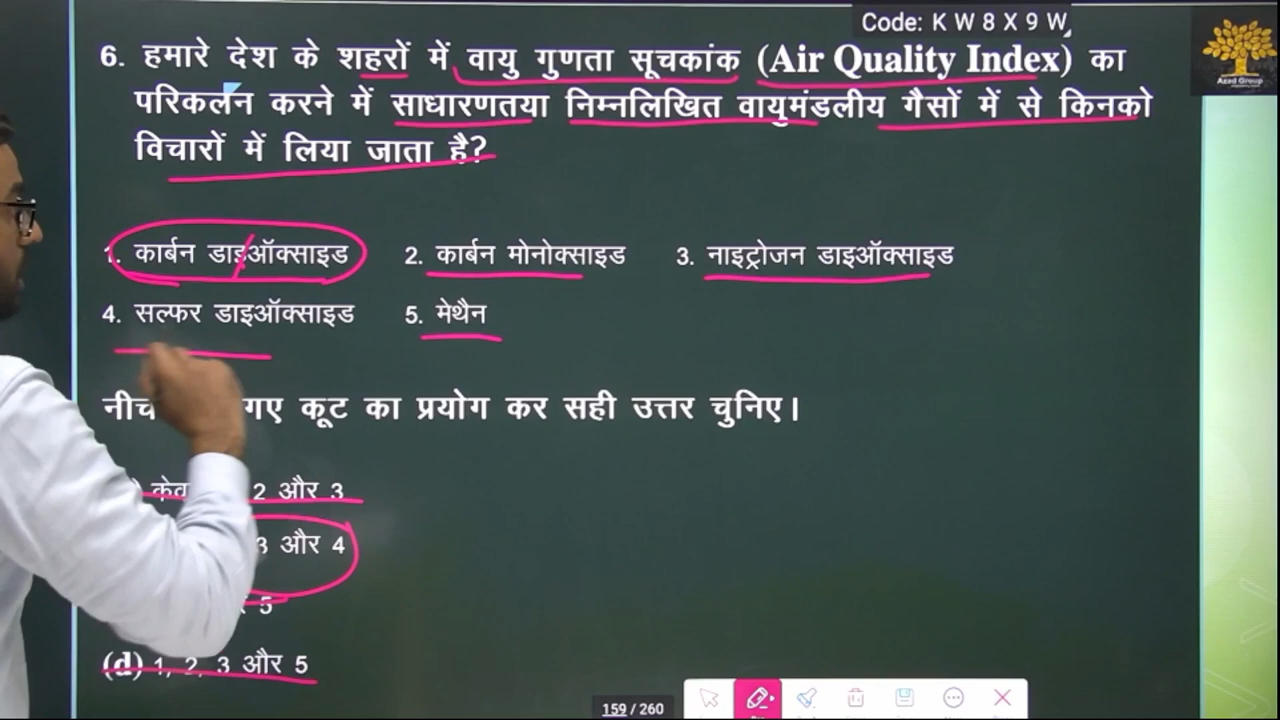 Code: K W 8 X 9 W
Azad Group
6. हमारे देश के शहरों में वायु गुणता सूचकांक (Air Quality Index) का
परिकलन करने में साधारणतया निम्नलिखित वायुमंडलीय गैसों में से किनको
विचारों में लिया जाता है?
1. कार्बन डाइऑक्साइड 2. कार्बन मोनोक्साइड 3. नाइट्रोजन डाइऑक्साइड
4. सल्फर डाइऑक्साइड 5. मेथैन
गए कूट का प्रयोग कर सही उत्तर चुनिए।
2 और 3
3 और 4
5
(d) 1, 2, 3 और 5
159 / 260